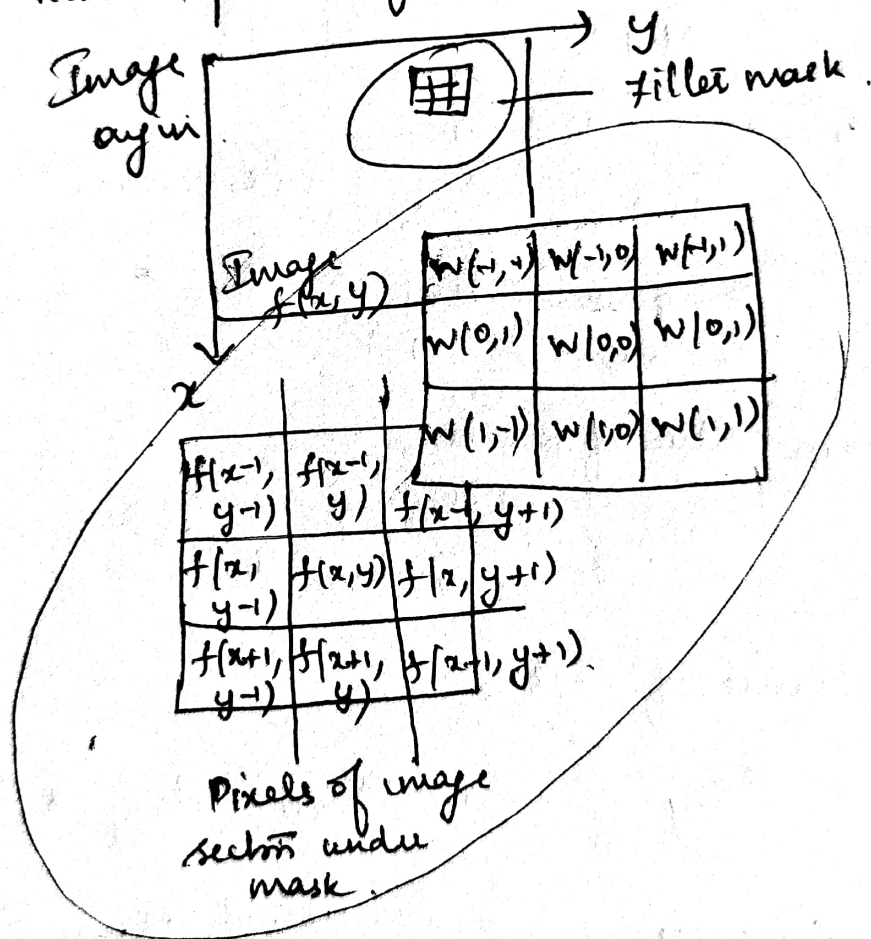 y
Image
origin
Filter mask.
Image
f(x, y)
x
W(-1,-1) W(-1,0) W(-1,1)
W(0,1) W(0,0) W(0,1)
W(1,-1) W(1,0) W(1,1)
f(x-1, f(x-1,
y-1) y) f(x-1, y+1)
f(x, f(x,y) f(x, y+1)
y-1)
f(x+1, f(x+1, f(x+1, y+1).
y-1) y)
Pixels of image
section under
mask.